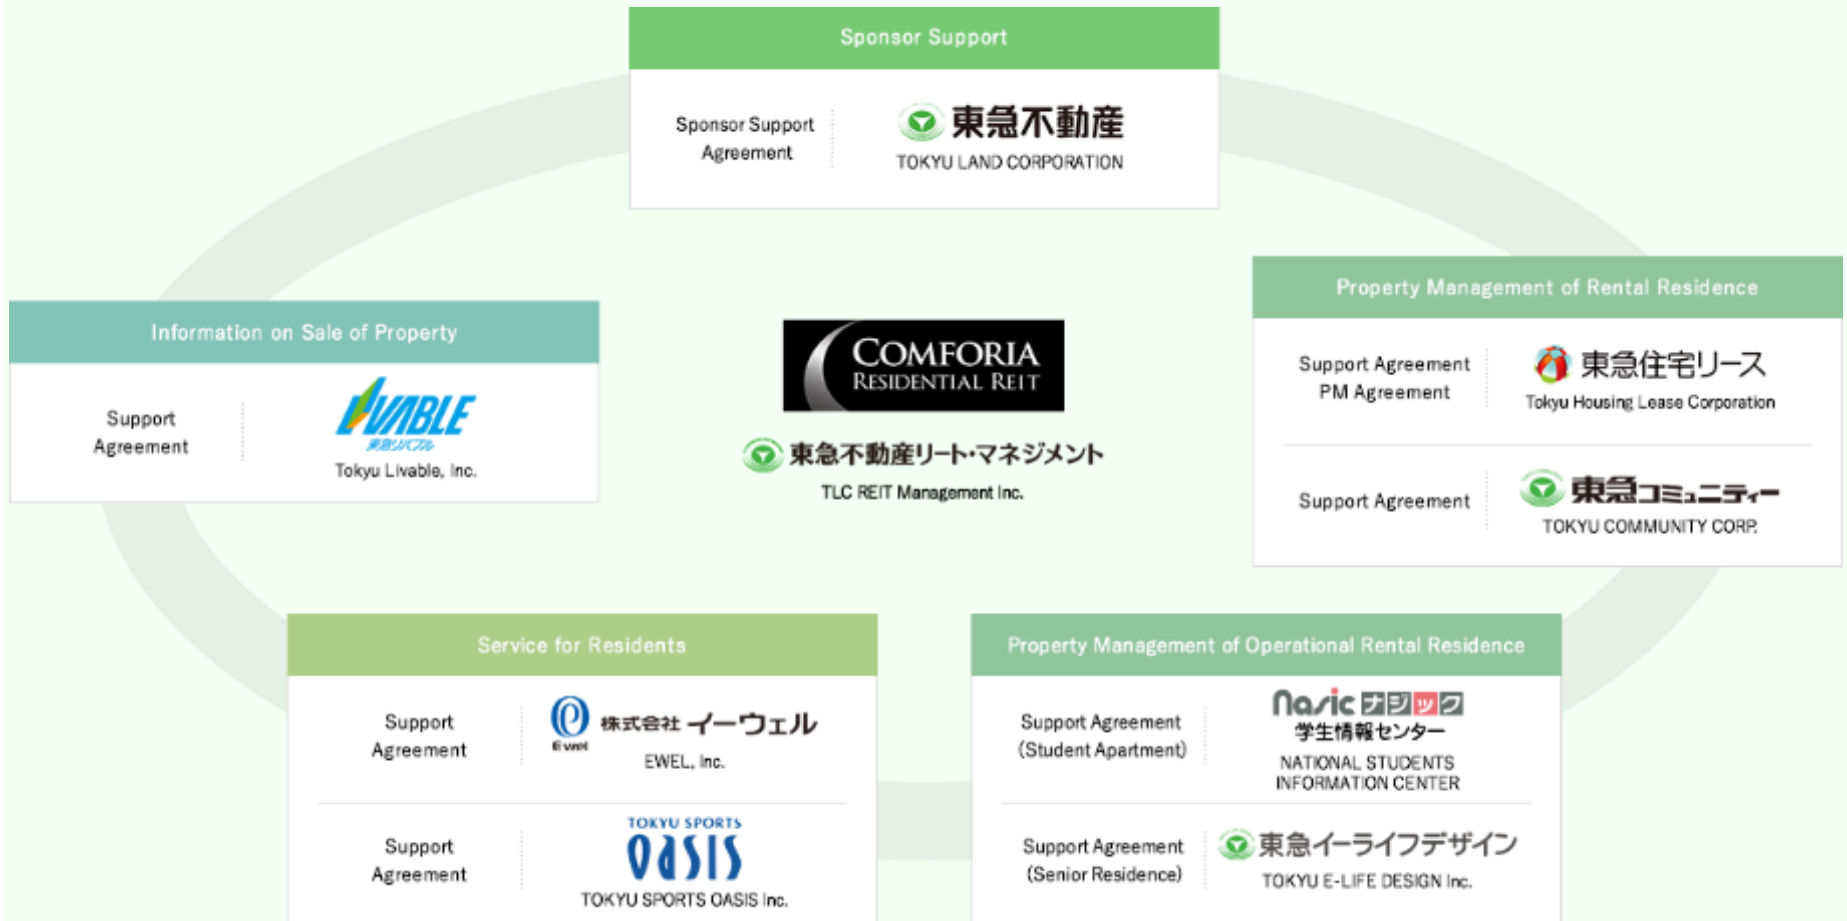 Sponsor Support
Sponsor Support
Agreement
東急不動産
TOKYU LAND CORPORATION
Information on Sale of Property
Support
Agreement
LIVABLE
東急リバブル
Tokyu Livable, Inc.
COMFORIA
RESIDENTIAL REIT
東急不動産リート・マネジメント
TLC REIT Management Inc.
Property Management of Rental Residence
Support Agreement
PM Agreement
東急住宅リース
Tokyu Housing Lease Corporation
Support Agreement
東急コミュニティー
TOKYU COMMUNITY CORP.
Service for Residents
Support
Agreement
Ewel
株式会社 イーウェル
EWEL, Inc.
Support
Agreement
TOKYU SPORTS
OASIS
TOKYU SPORTS OASIS Inc.
Property Management of Operational Rental Residence
Support Agreement
(Student Apartment)
Nasic ナジック
学生情報センター
NATIONAL STUDENTS
INFORMATION CENTER
Support Agreement
(Senior Residence)
東急イーライフデザイン
TOKYU E-LIFE DESIGN Inc.